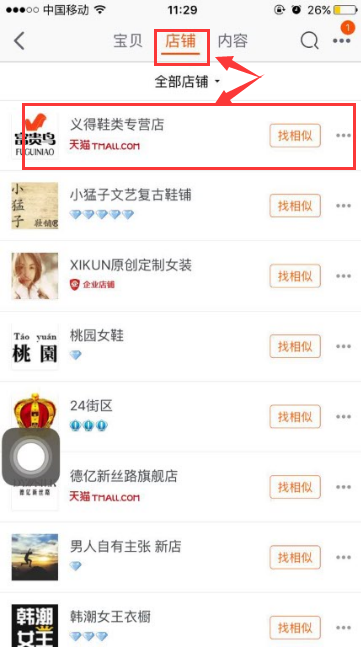 中国移动 11:29 26%
宝贝 店铺 内容 1
全部店铺
富贵鸟
FUGUINIAO
义得鞋类专营店
天猫 TMALL.COM
找相似
小猛子
鞋铺
小猛子文艺复古鞋铺
找相似
XIKUN原创定制女装
企业店铺
找相似
Táo yuán
桃園
桃园女鞋
找相似
24街区
找相似
德亿新丝路
德亿新丝路旗舰店
天猫 TMALL.COM
找相似
男人自有主张 新店
找相似
韩潮
女王
韩潮女王衣橱
找相似